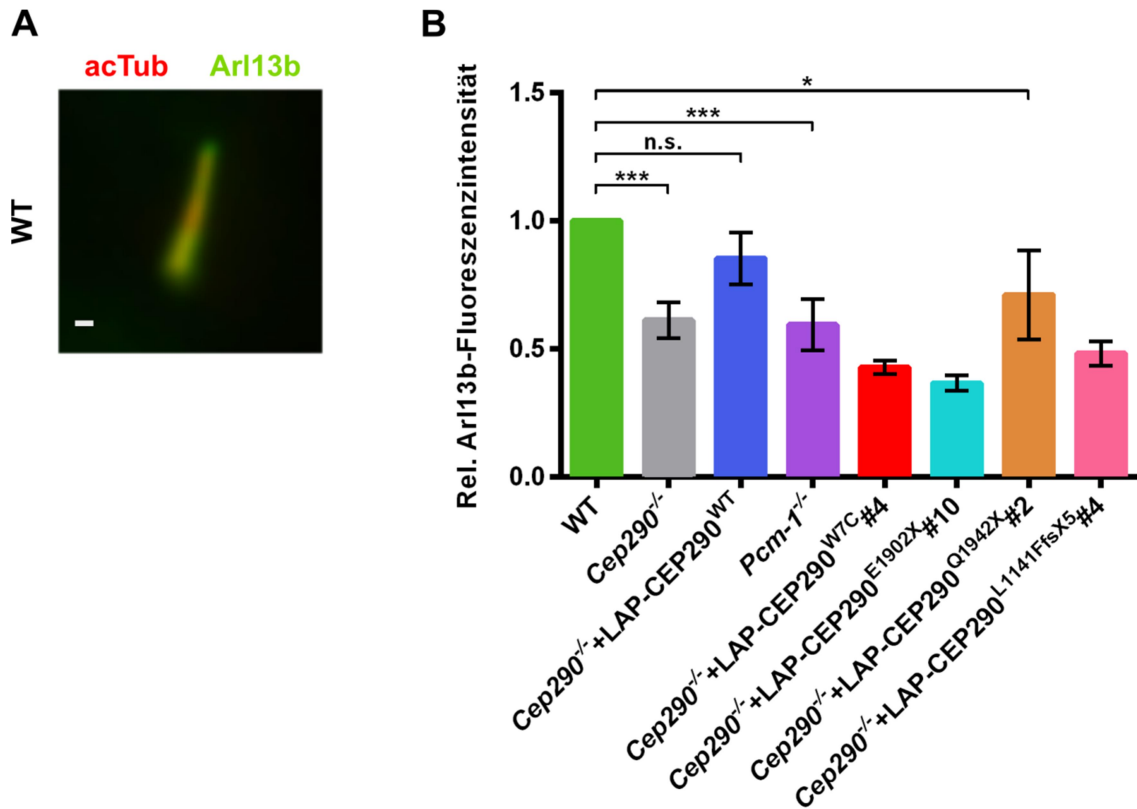 A
acTub Arl13b
WT
B
Rel. Arl13b-Fluoreszenzintensität
1.5
1.0
0.5
0.0
*
***
n.s.
***
WT
Cep290-/-
Cep290-/-+LAP-CEP290WT
Pcm-1-/-
Cep290-/-+LAP-CEP290W7C#4
Cep290-/-+LAP-CEP290E1902X#10
Cep290-/-+LAP-CEP290Q1942X#2
Cep290-/-+LAP-CEP290L1141FfsX5#4